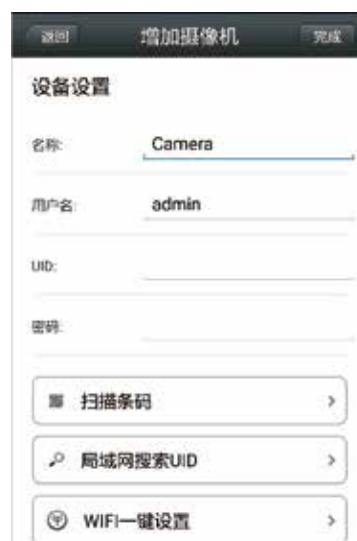 返回 增加摄像机 完成
设备设置
名称: Camera
用户名: admin
UID:
密码:
扫描条码
局域网搜索UID
WIFI一键设置